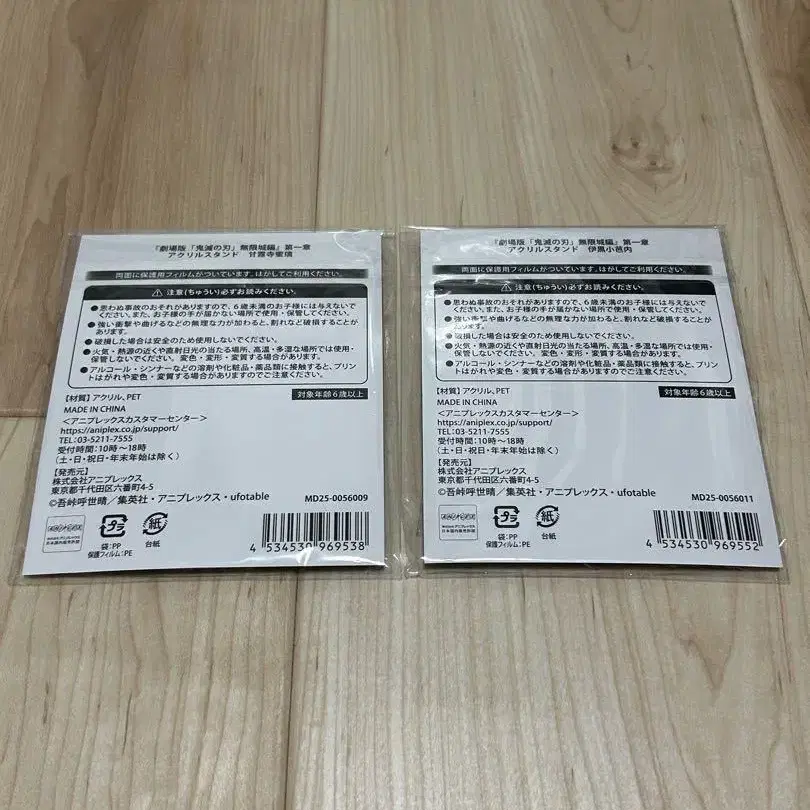 『劇場版「鬼滅の刃」無限城編』第一章
アクリルスタンド 甘露寺蜜璃
両面に保護用フィルムがついています。はがしてご利用ください。
注意(ちゅうい)必ずお読みください。
●思わぬ事故のおそれがありますので、6歳未満のお子様には与えないで
ください。また、お子様の手が届かない場所で使用・保管してください。
●強い衝撃や曲げるなどの無理な力が加わると、割れなど破損することが
あります。
●破損した場合は安全のため使用しないでください。
●火気・熱源の近くや直射日光の当たる場所、高温・多湿な場所では使用・
保管しないでください。変色・変形・変質する場合があります。
●アルコール・シンナーなどの溶剤や化粧品・薬品類に接触すると、プリン
トはがれや変色・変質する場合がありますのでご注意ください。
【材質】アクリル、PET
対象年齢6歳以上
MADE IN CHINA
<アニプレックスカスタマーセンター>
https://aniplex.co.jp/support/
TEL:03-5211-7555
受付時間:10時～18時
(土・日・祝日・年末年始は除く)
【発売元】
株式会社アニプレックス
東京都千代田区六番町4-5
©吾峠呼世晴/集英社・アニプレックス・ufotable
MD25-0056009
プラ
袋:PP
保護フィルム:PE
紙
台紙
4 534530 969538
『劇場版「鬼滅の刃」無限城編』第一章
アクリルスタンド 伊黒小芭内
両面に保護用フィルムがついています。はがしてご利用ください。
注意(ちゅうい)必ずお読みください。
●思わぬ事故のおそれがありますので、6歳未満のお子様には与えないで
ください。また、お子様の手が届かない場所で使用・保管してください。
●強い衝撃や曲げるなどの無理な力が加わると、割れなど破損することが
あります。
●破損した場合は安全のため使用しないでください。
●火気・熱源の近くや直射日光の当たる場所、高温・多湿な場所では使用・
保管しないでください。変色・変形・変質する場合があります。
●アルコール・シンナーなどの溶剤や化粧品・薬品類に接触すると、プリン
トはがれや変色・変質する場合がありますのでご注意ください。
【材質】アクリル、PET
対象年齢6歳以上
MADE IN CHINA
<アニプレックスカスタマーセンター>
https://aniplex.co.jp/support/
TEL:03-5211-7555
受付時間:10時～18時
(土・日・祝日・年末年始は除く)
【発売元】
株式会社アニプレックス
東京都千代田区六番町4-5
©吾峠呼世晴/集英社・アニプレックス・ufotable
MD25-0056011
プラ
袋:PP
保護フィルム:PE
紙
台紙
4 534530 969552